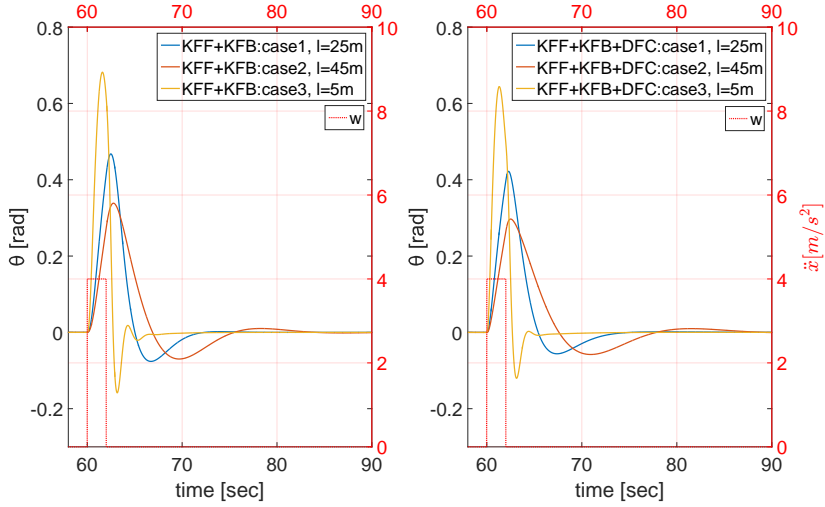 60 70 80 90
60 70 80 90
KFF+KFB:case1, l=25m
KFF+KFB:case2, l=45m
KFF+KFB:case3, l=5m
w
KFF+KFB+DFC:case1, l=25m
KFF+KFB+DFC:case2, l=45m
KFF+KFB+DFC:case3, l=5m
w
0.8
0.6
0.4
0.2
0
-0.2
θ [rad]
10
8
6
4
2
0
0.8
0.6
0.4
0.2
0
-0.2
θ [rad]
10
8
6
4
2
0
ẍ[m/s²]
60 70 80 90
time [sec]
60 70 80 90
time [sec]